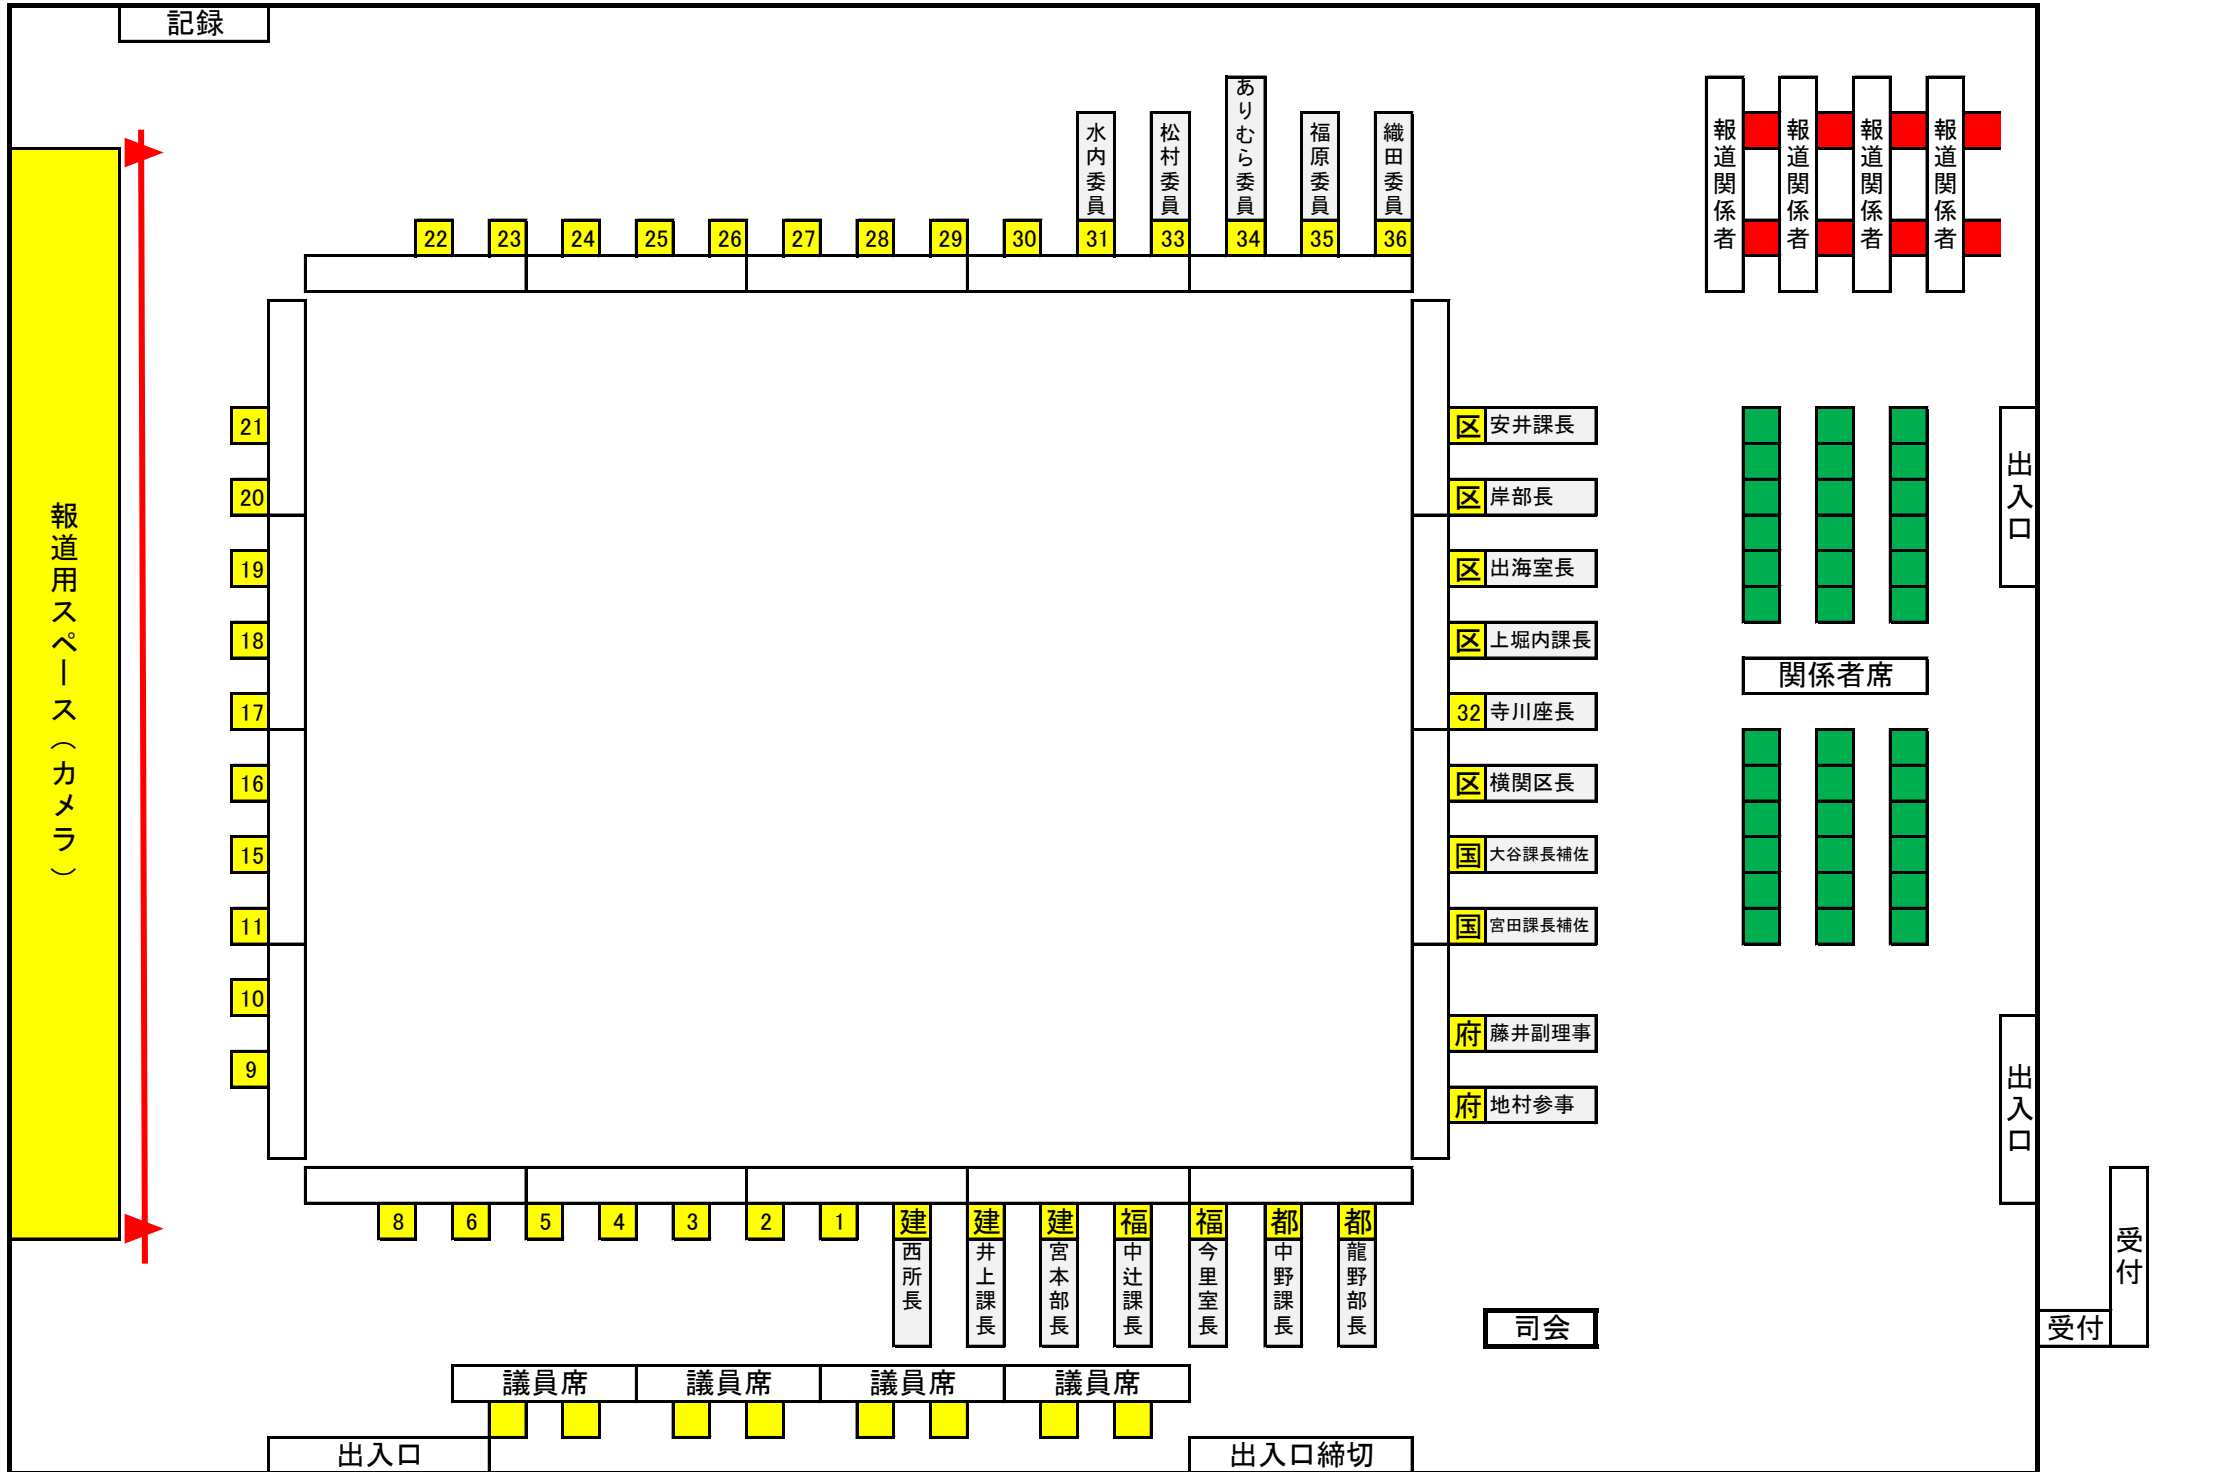 記録
水内委員
松村委員
ありむら委員
福原委員
織田委員
報道関係者
報道関係者
報道関係者
報道関係者
22
23
24
25
26
27
28
29
30
31
33
34
35
36
報道用スペース（カメラ）
21
20
19
18
17
16
15
11
10
9
区 安井課長
区 岸部長
区 出海室長
区 上堀内課長
32 寺川座長
区 横関区長
国 大谷課長補佐
国 宮田課長補佐
府 藤井副理事
府 地村参事
関係者席
出入口
出入口
8
6
5
4
3
2
1
建 西所長
建 井上課長
建 宮本部長
福 中辻課長
福 今里室長
都 中野課長
都 龍野部長
司会
受付
受付
議員席
議員席
議員席
議員席
出入口
出入口締切